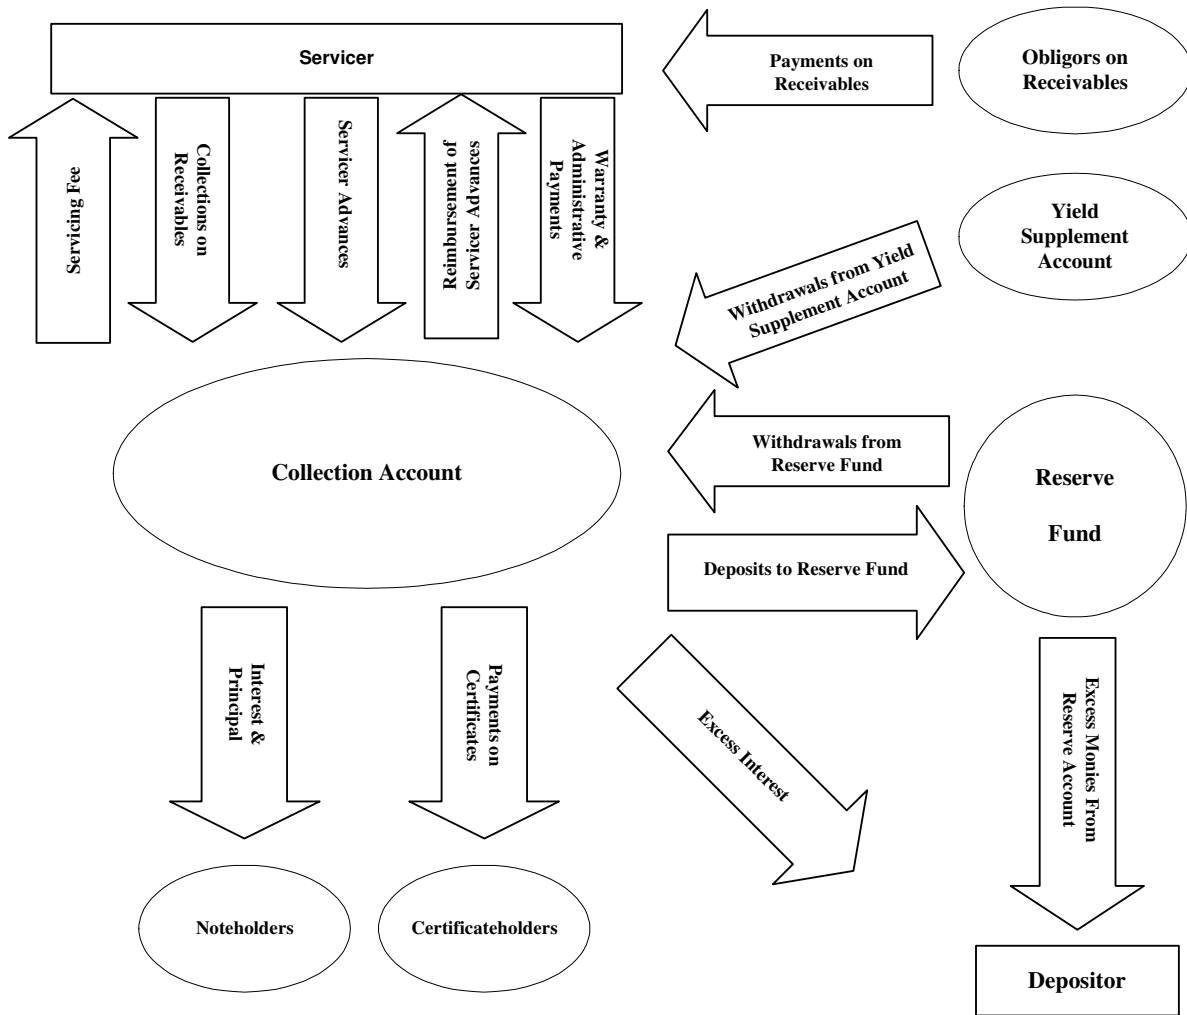 Servicer
Payments on
Receivables
Obligors on
Receivables
Servicing Fee
Collections on
Receivables
Servicer Advances
Reimbursement of
Servicer Advances
Warranty &
Administrative
Payments
Yield
Supplement
Account
Withdrawals from Yield
Supplement Account
Collection Account
Withdrawals from
Reserve Fund
Reserve
Fund
Deposits to Reserve Fund
Interest &
Principal
Payments on
Certificates
Excess Interest
Excess Monies From
Reserve Account
Noteholders
Certificateholders
Depositor